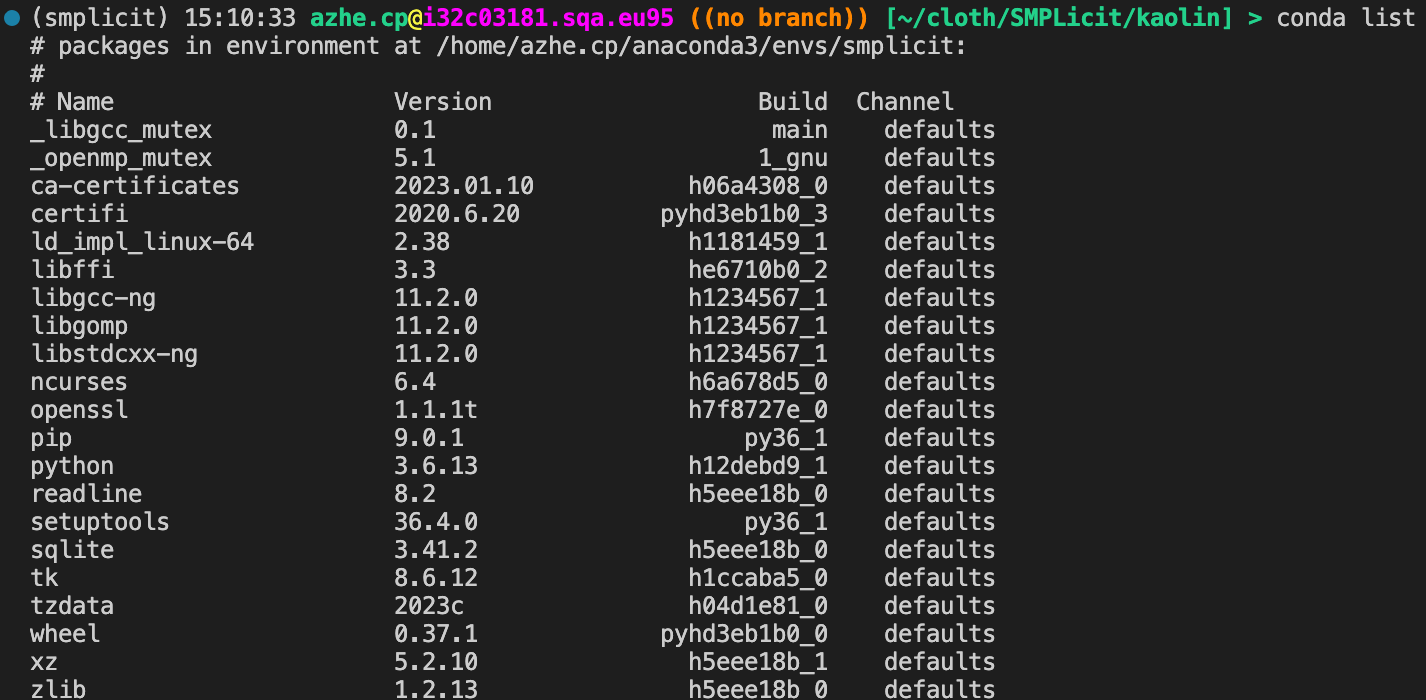 (smplicit) 15:10:33 azhe.cp@i32c03181.sqa.eu95 ((no branch)) [~/cloth/SMPLicit/kaolin] > conda list
# packages in environment at /home/azhe.cp/anaconda3/envs/smplicit:
#
# Name                    Version                   Build  Channel
_libgcc_mutex             0.1                        main    defaults
_openmp_mutex             5.1                       1_gnu    defaults
ca-certificates           2023.01.10           h06a4308_0    defaults
certifi                   2020.6.20          pyhd3eb1b0_3    defaults
ld_impl_linux-64          2.38                 h1181459_1    defaults
libffi                    3.3                  he6710b0_2    defaults
libgcc-ng                 11.2.0               h1234567_1    defaults
libgomp                   11.2.0               h1234567_1    defaults
libstdcxx-ng              11.2.0               h1234567_1    defaults
ncurses                   6.4                  h6a678d5_0    defaults
openssl                   1.1.1t               h7f8727e_0    defaults
pip                       9.0.1                    py36_1    defaults
python                    3.6.13               h12debd9_1    defaults
readline                  8.2                  h5eee18b_0    defaults
setuptools                36.4.0                   py36_1    defaults
sqlite                    3.41.2               h5eee18b_0    defaults
tk                        8.6.12               h1ccaba5_0    defaults
tzdata                    2023c                h04d1e81_0    defaults
wheel                     0.37.1             pyhd3eb1b0_0    defaults
xz                        5.2.10               h5eee18b_1    defaults
zlib                      1.2.13               h5eee18b_0    defaults